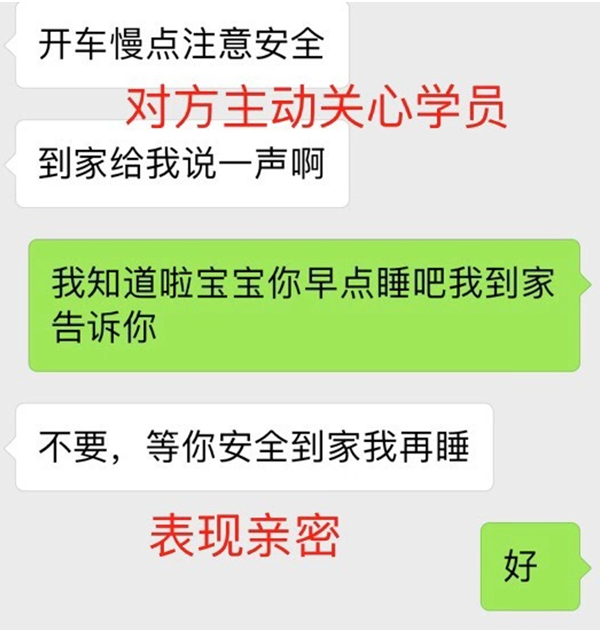 开车慢点注意安全
对方主动关心学员
到家给我说一声啊
我知道啦宝宝你早点睡吧我到家
告诉你
不要，等你安全到家我再睡
表现亲密
好